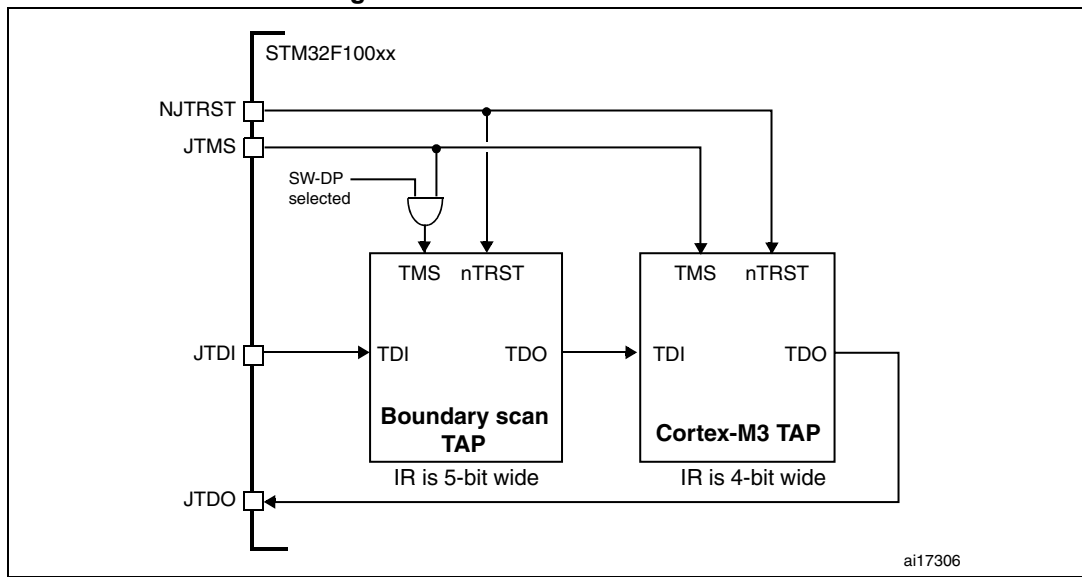 STM32F100xx
NJTRST
JTMS
SW-DP
selected
TMS nTRST
TMS nTRST
JTDI
TDI TDO
TDI TDO
Boundary scan
TAP
Cortex-M3 TAP
IR is 5-bit wide
IR is 4-bit wide
JTDO
ai17306